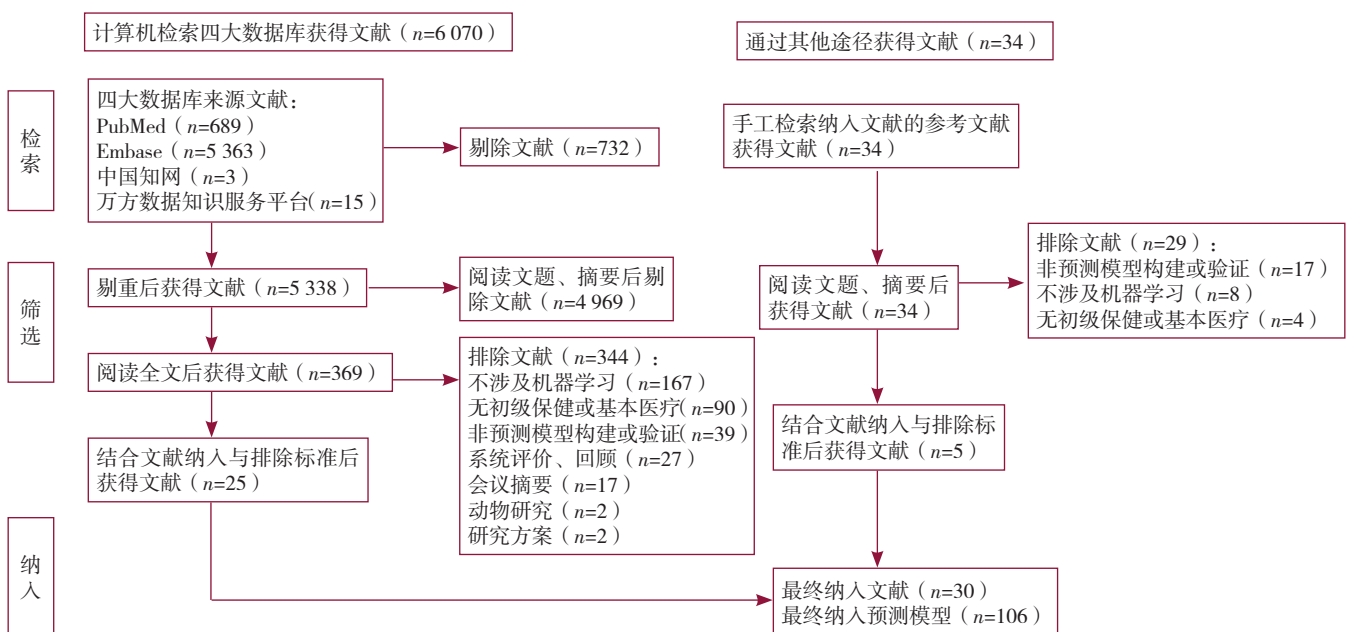 计算机检索四大数据库获得文献（n=6 070）
通过其他途径获得文献（n=34）
检
索
四大数据库来源文献：
PubMed（n=689）
Embase（n=5 363）
中国知网（n=3）
万方数据知识服务平台（n=15）
剔除文献（n=732）
手工检索纳入文献的参考文献
获得文献（n=34）
筛
选
剔重后获得文献（n=5 338）
阅读文题、摘要后剔
除文献（n=4 969）
阅读文题、摘要后
获得文献（n=34）
排除文献（n=29）：
非预测模型构建或验证（n=17）
不涉及机器学习（n=8）
无初级保健或基本医疗（n=4）
阅读全文后获得文献（n=369）
排除文献（n=344）：
不涉及机器学习（n=167）
无初级保健或基本医疗（n=90）
非预测模型构建或验证（n=39）
系统评价、回顾（n=27）
会议摘要（n=17）
动物研究（n=2）
研究方案（n=2）
结合文献纳入与排除标准后
获得文献（n=25）
结合文献纳入与排除标
准后获得文献（n=5）
纳
入
最终纳入文献（n=30）
最终纳入预测模型（n=106）